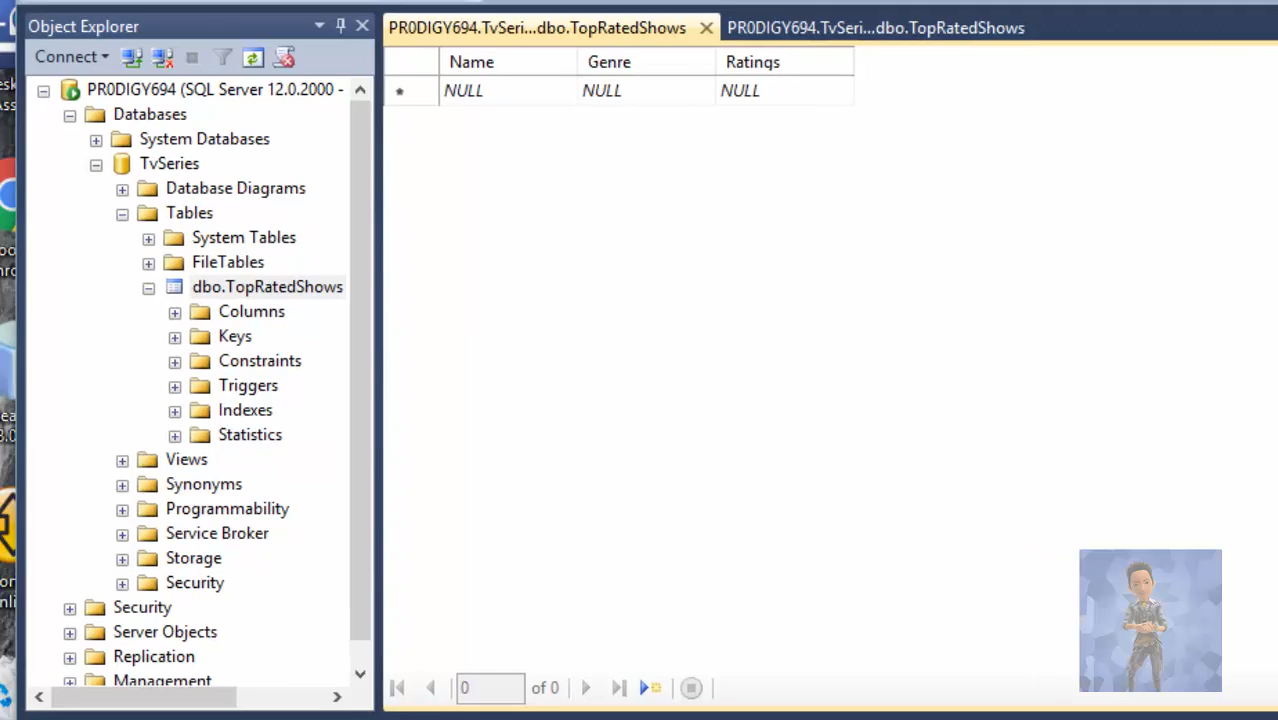 Object Explorer
Connect
PR0DIGY694 (SQL Server 12.0.2000 -
Databases
System Databases
TvSeries
Database Diagrams
Tables
System Tables
FileTables
dbo.TopRatedShows
Columns
Keys
Constraints
Triggers
Indexes
Statistics
Views
Synonyms
Programmability
Service Broker
Storage
Security
Security
Server Objects
Replication
Management
PR0DIGY694.TvSeri...dbo.TopRatedShows
PR0DIGY694.TvSeri...dbo.TopRatedShows
Name Genre Ratings
NULL NULL NULL
0 of 0